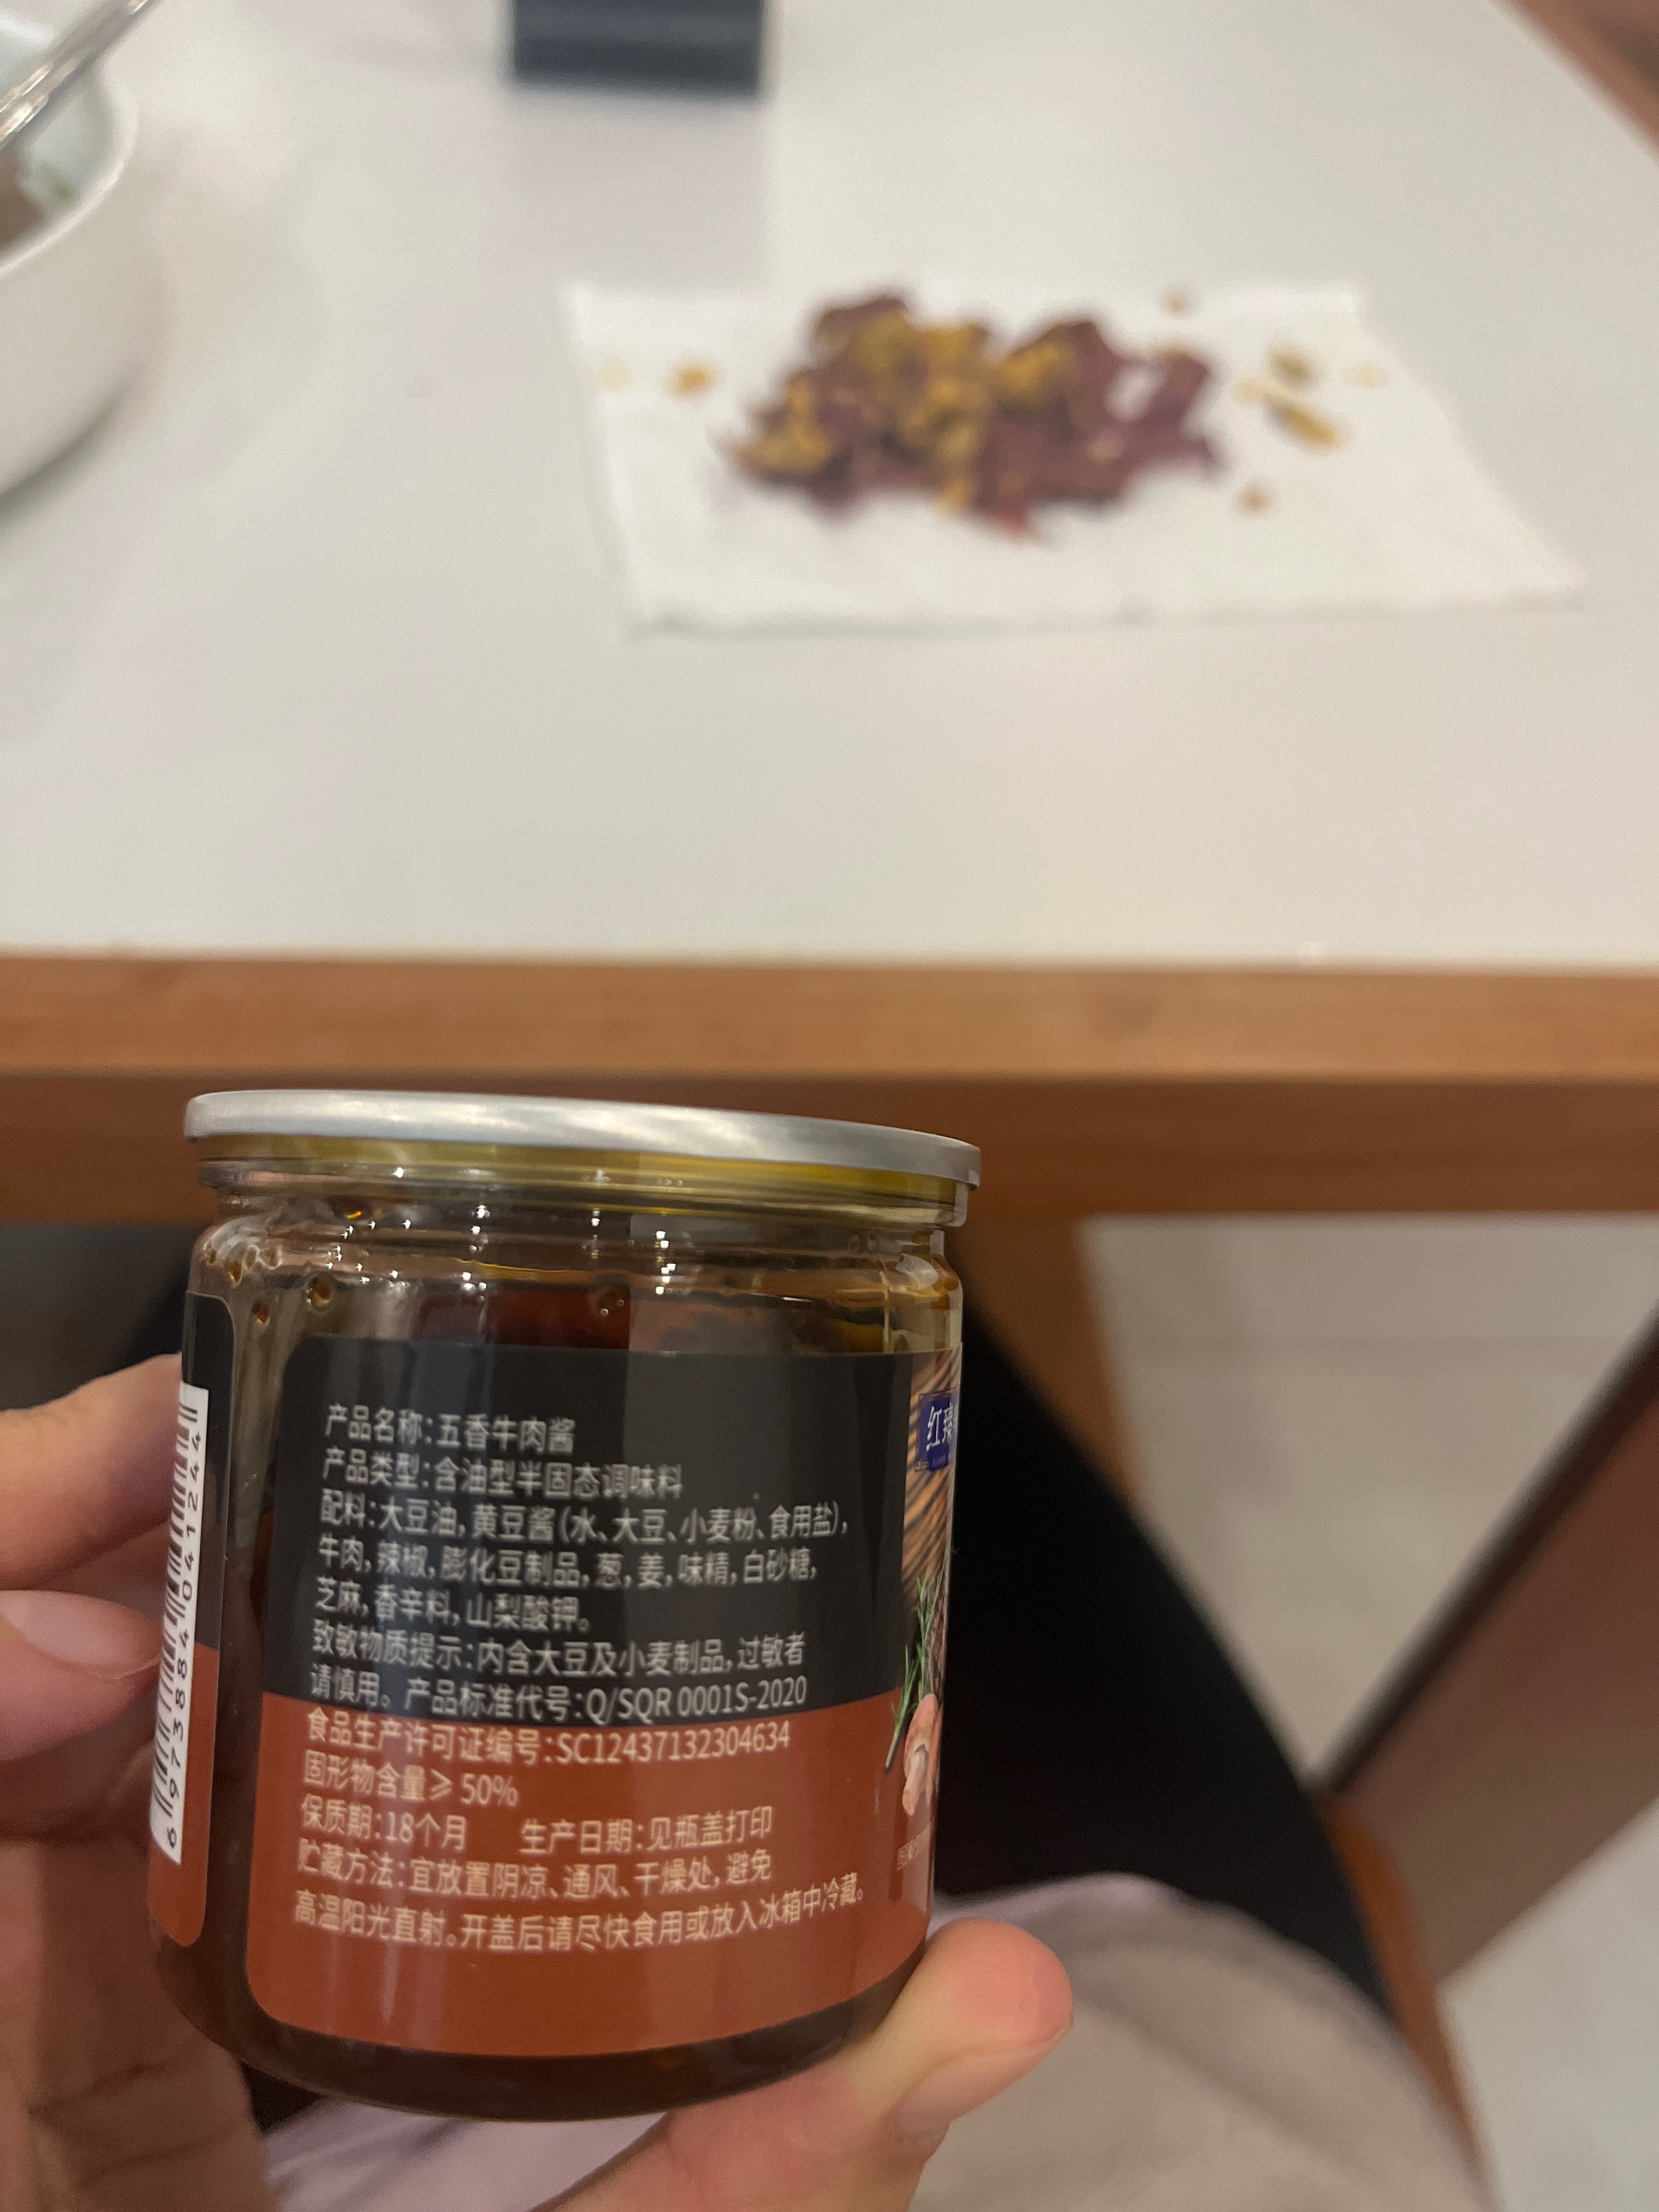 产品名称:五香牛肉酱
产品类型:含油型半固态调味料
配料:大豆油,黄豆酱(水、大豆、小麦粉、食用盐),
牛肉,辣椒,膨化豆制品,葱,姜,味精,白砂糖,
芝麻,香辛料,山梨酸钾。
致敏物质提示:内含大豆及小麦制品,过敏者
请慎用。产品标准代号:Q/SQR 0001S-2020
食品生产许可证编号:SC12437132304634
固形物含量≥50%
保质期:18个月 生产日期:见瓶盖打印
贮藏方法:宜放置阴凉、通风、干燥处,避免
高温阳光直射。开盖后请尽快食用或放入冰箱中冷藏。
6973884041244
红臻